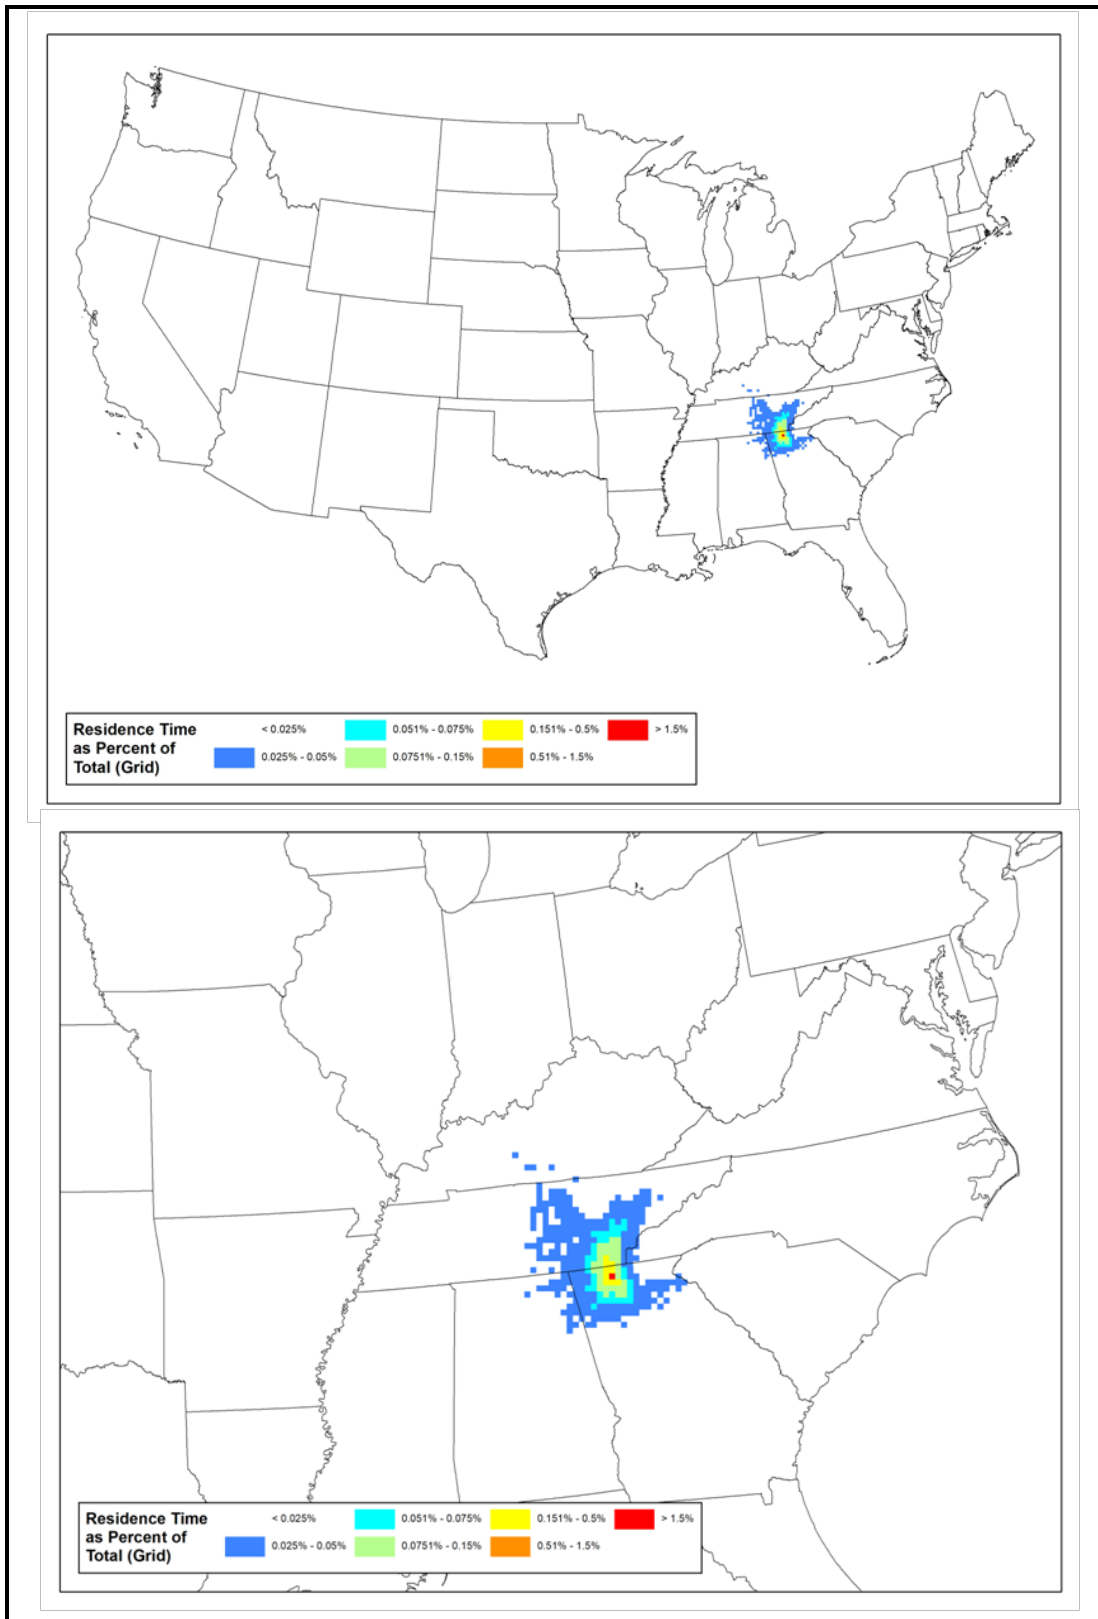 Residence Time
as Percent of
Total (Grid)
< 0.025% 0.051% - 0.075% 0.151% - 0.5% > 1.5%
0.025% - 0.05% 0.0751% - 0.15% 0.51% - 1.5%
Residence Time
as Percent of
Total (Grid)
< 0.025% 0.051% - 0.075% 0.151% - 0.5% > 1.5%
0.025% - 0.05% 0.0751% - 0.15% 0.51% - 1.5%